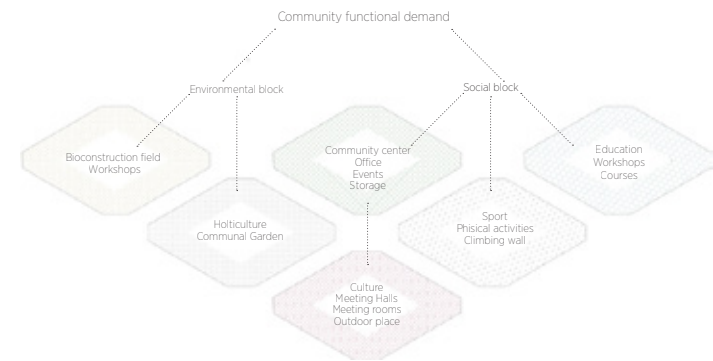 Community functional demand
Environmental block
Social block
Bioconstruction field
Workshops
Community center
Office
Events
Storage
Education
Workshops
Courses
Holticulture
Communal Garden
Sport
Phisical activities
Climbing wall
Culture
Meeting Halls
Meeting rooms
Outdoor place